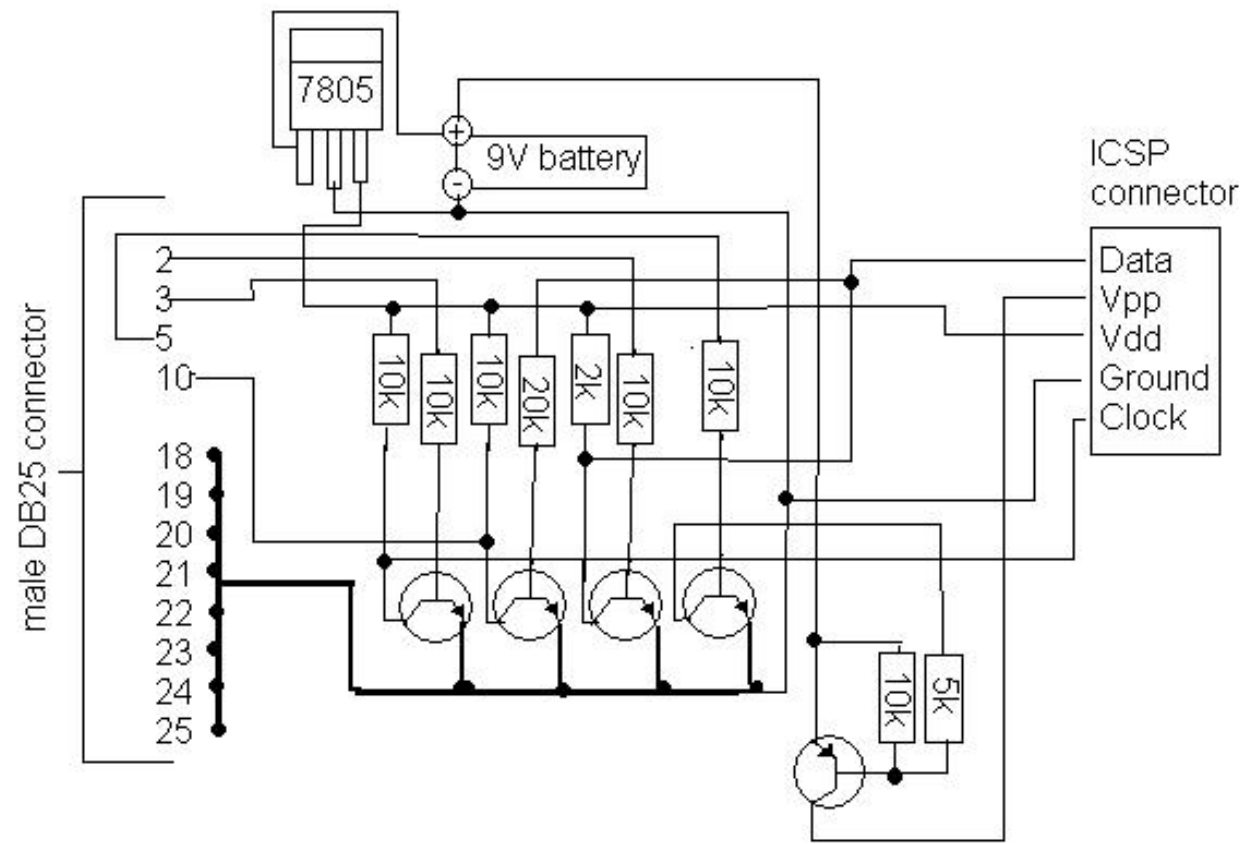 7805
+
9V battery
-
ICSP
connector
male DB25 connector
2
3
5
10
18
19
20
21
22
23
24
25
Data
Vpp
Vdd
Ground
Clock
10k
10k
10k
20k
2k
10k
10k
10k
5k